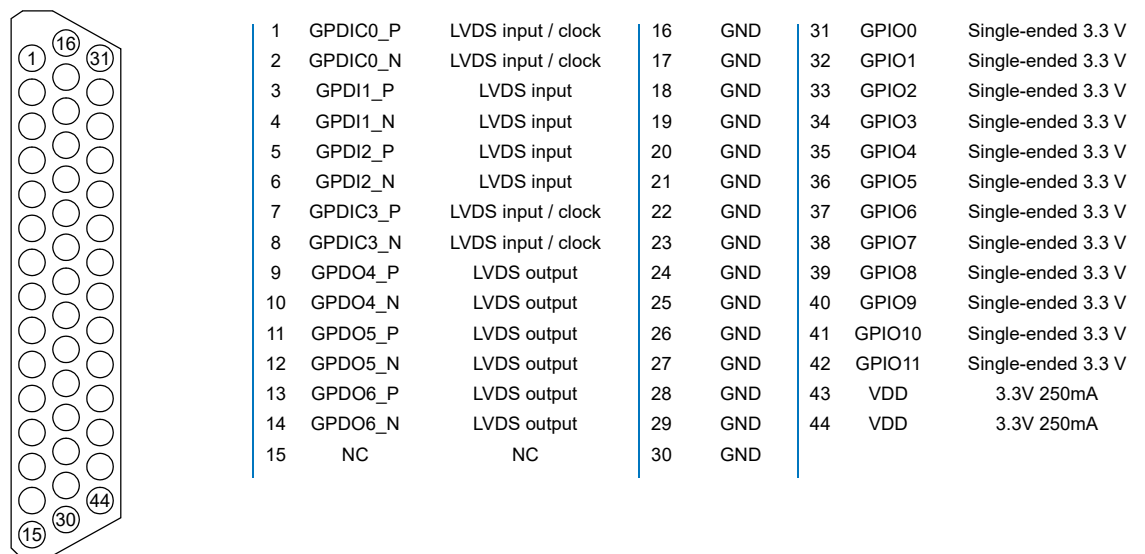 1 GPDIC0_P LVDS input / clock 16 GND 31 GPIO0 Single-ended 3.3 V
2 GPDIC0_N LVDS input / clock 17 GND 32 GPIO1 Single-ended 3.3 V
3 GPDI1_P LVDS input 18 GND 33 GPIO2 Single-ended 3.3 V
4 GPDI1_N LVDS input 19 GND 34 GPIO3 Single-ended 3.3 V
5 GPDI2_P LVDS input 20 GND 35 GPIO4 Single-ended 3.3 V
6 GPDI2_N LVDS input 21 GND 36 GPIO5 Single-ended 3.3 V
7 GPDIC3_P LVDS input / clock 22 GND 37 GPIO6 Single-ended 3.3 V
8 GPDIC3_N LVDS input / clock 23 GND 38 GPIO7 Single-ended 3.3 V
9 GPDO4_P LVDS output 24 GND 39 GPIO8 Single-ended 3.3 V
10 GPDO4_N LVDS output 25 GND 40 GPIO9 Single-ended 3.3 V
11 GPDO5_P LVDS output 26 GND 41 GPIO10 Single-ended 3.3 V
12 GPDO5_N LVDS output 27 GND 42 GPIO11 Single-ended 3.3 V
13 GPDO6_P LVDS output 28 GND 43 VDD 3.3V 250mA
14 GPDO6_N LVDS output 29 GND 44 VDD 3.3V 250mA
15 NC NC 30 GND
16
1 31
44
30
15